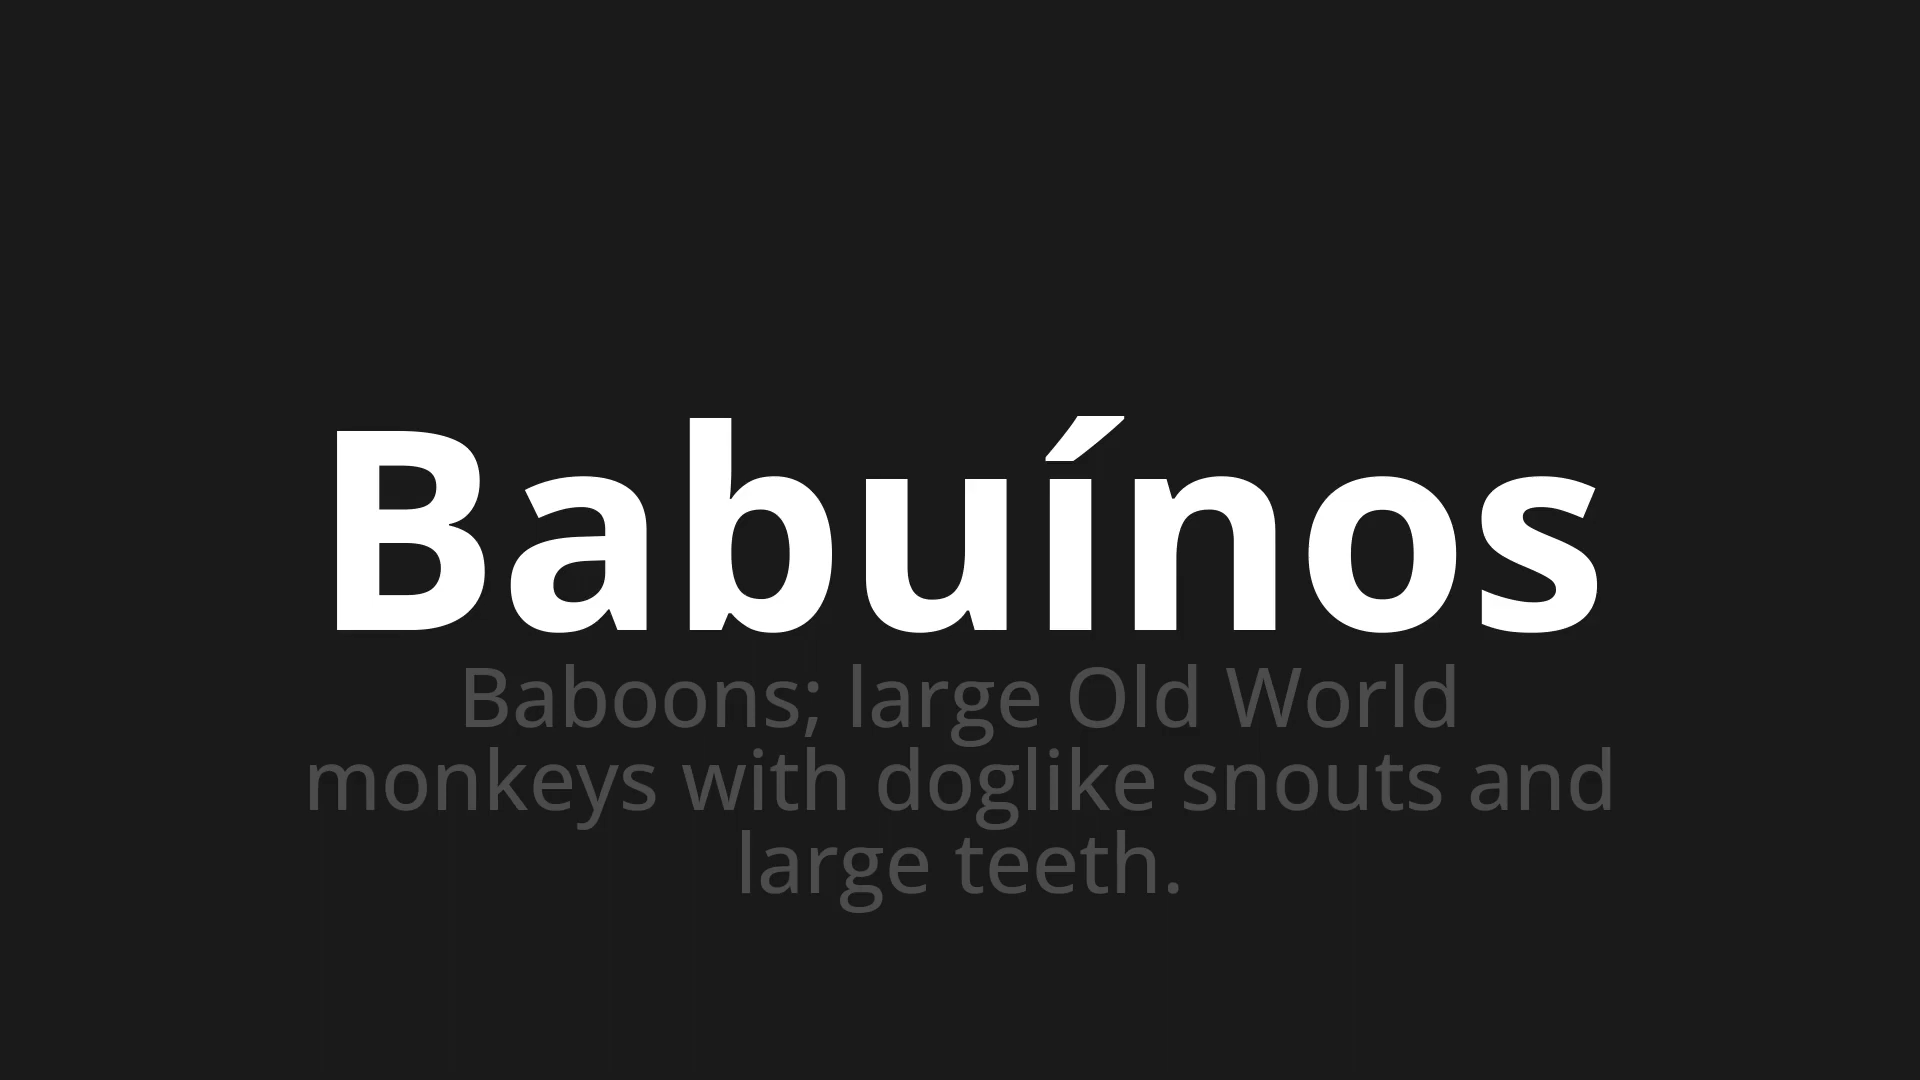 Babuínos
Baboons; large Old World
monkeys with doglike snouts and
large teeth.